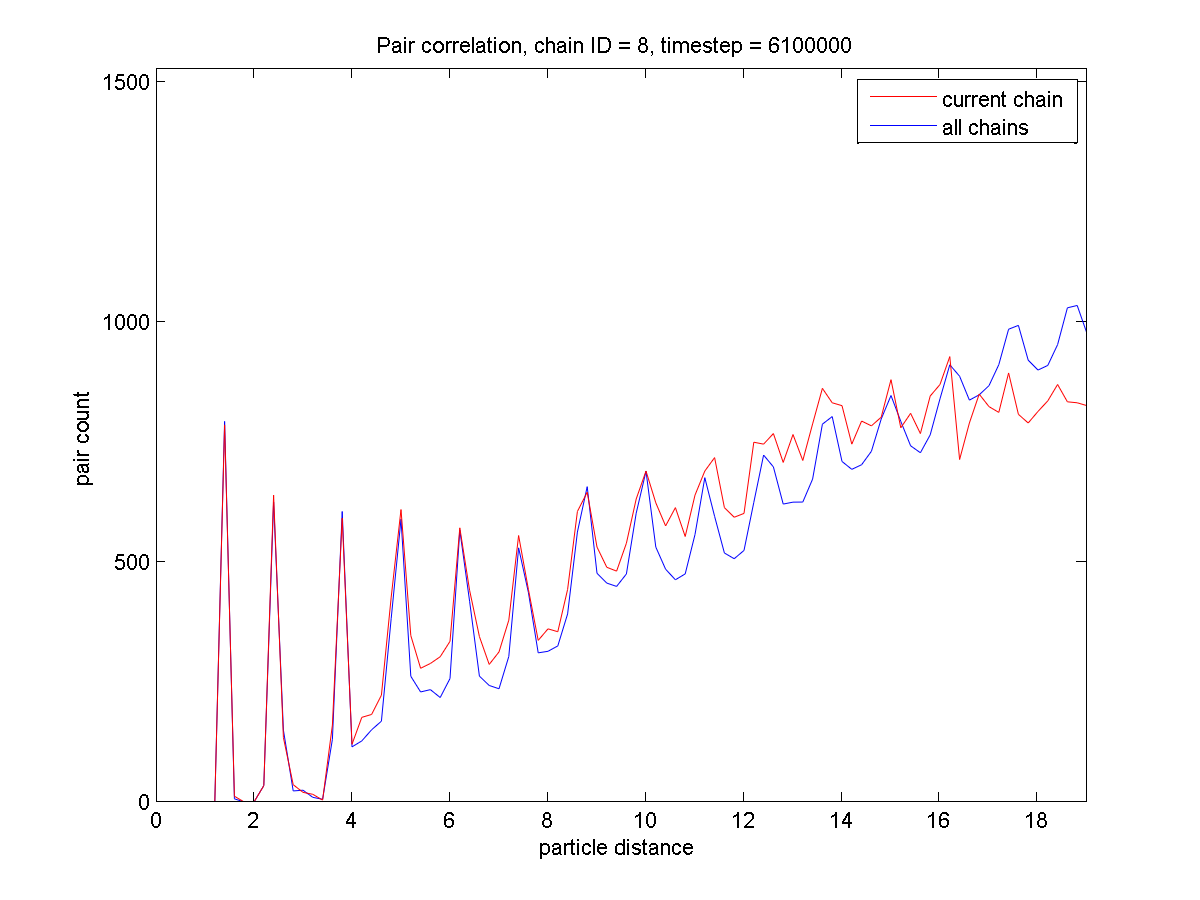 Pair correlation, chain ID = 8, timestep = 6100000
current chain
all chains
1500
1000
500
0
pair count
0 2 4 6 8 10 12 14 16 18
particle distance